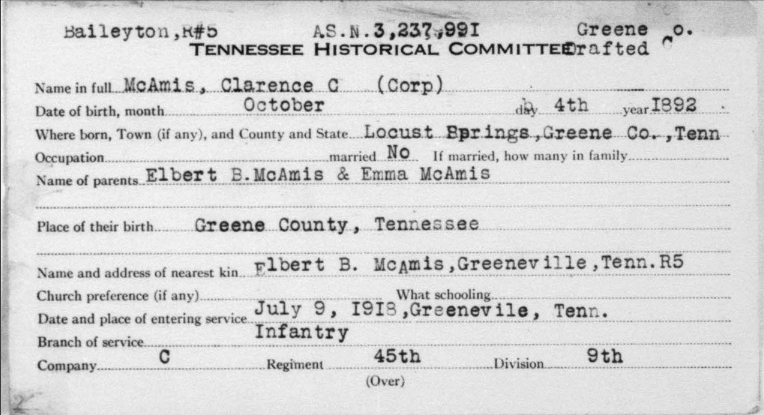 Baileyton,R#5 A.S.N.3,237,99I Greene Co.
TENNESSEE HISTORICAL COMMITTEE Drafted
Name in full McAmis, Clarence C (Corp)
Date of birth, month October day 4th year I892
Where born, Town (if any), and County and State Locust Springs,Greene Co.,Tenn
Occupation married No If married, how many in family
Name of parents Elbert B.McAmis & Emma McAmis
Place of their birth Greene County, Tennessee
Name and address of nearest kin Elbert B. McAmis,Greeneville,Tenn.R5
Church preference (if any) What schooling
Date and place of entering service July 9, I9I8,Greenevile, Tenn.
Branch of service Infantry
Company C Regiment 45th Division 9th
(Over)